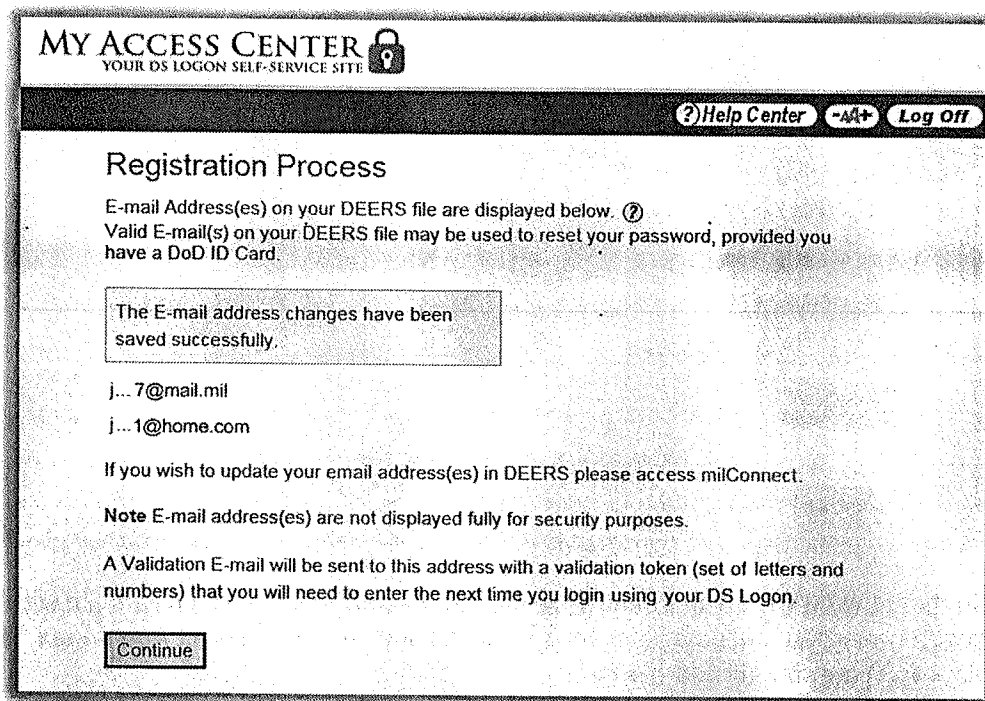 MY ACCESS CENTER
YOUR DS LOGON SELF-SERVICE SITE
?)Help Center -AA+ Log Off
Registration Process
E-mail Address(es) on your DEERS file are displayed below. ?
Valid E-mail(s) on your DEERS file may be used to reset your password, provided you
have a DoD ID Card.
The E-mail address changes have been
saved successfully.
j...7@mail.mil
j...1@home.com
If you wish to update your email address(es) in DEERS please access milConnect.
Note E-mail address(es) are not displayed fully for security purposes.
A Validation E-mail will be sent to this address with a validation token (set of letters and
numbers) that you will need to enter the next time you login using your DS Logon.
Continue